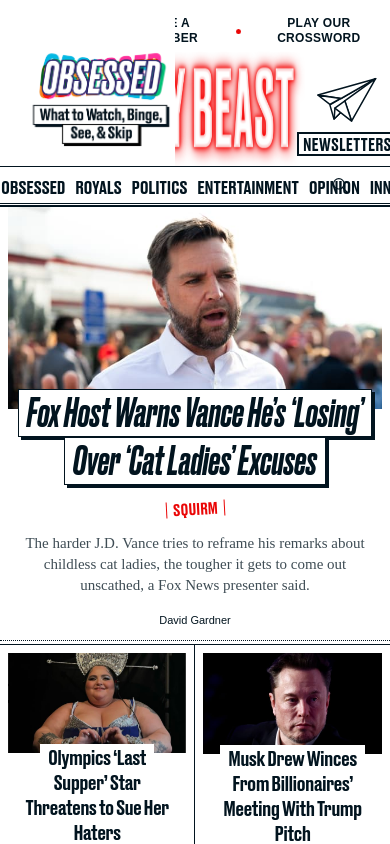 E A
BER
PLAY OUR
CROSSWORD
OBSESSED
What to Watch, Binge,
See, & Skip
Y BEAST
NEWSLETTERS
OBSESSED ROYALS POLITICS ENTERTAINMENT OPINION INN
Fox Host Warns Vance He’s ‘Losing’
Over ‘Cat Ladies’ Excuses
SQUIRM
The harder J.D. Vance tries to reframe his remarks about
childless cat ladies, the tougher it gets to come out
unscathed, a Fox News presenter said.
David Gardner
Olympics ‘Last
Supper’ Star
Threatens to Sue Her
Haters
Musk Drew Winces
From Billionaires’
Meeting With Trump
Pitch